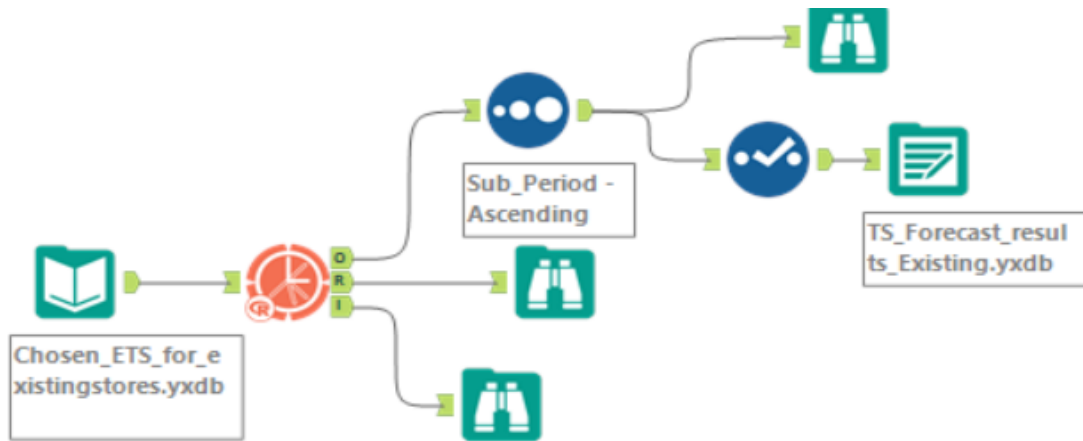 Sub_Period -
Ascending
TS_Forecast_resul
ts_Existing.yxdb
O
R
I
R
Chosen_ETS_for_e
xistingstores.yxdb